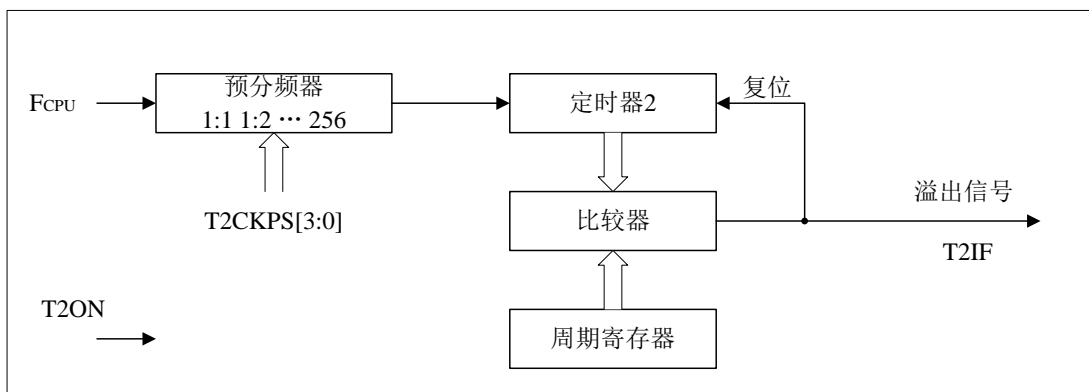 预分频器
1:1 1:2 … 256
FCPU
定时器2
复位
T2CKPS[3:0]
比较器
溢出信号
T2IF
T2ON
周期寄存器